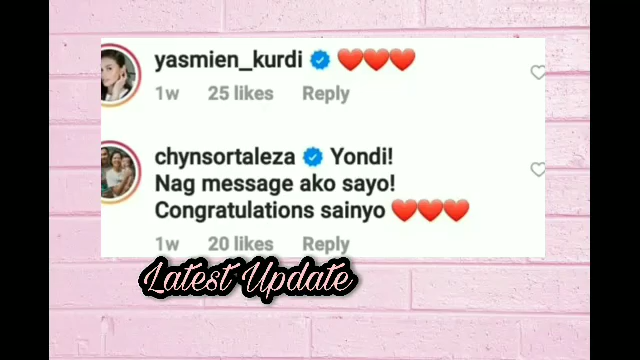 yasmien_kurdi ❤️❤️❤️
1w 25 likes Reply
chynsortaleza Yondi!
Nag message ako sayo!
Congratulations sainyo ❤️❤️❤️
1w 20 likes Reply
Latest Update